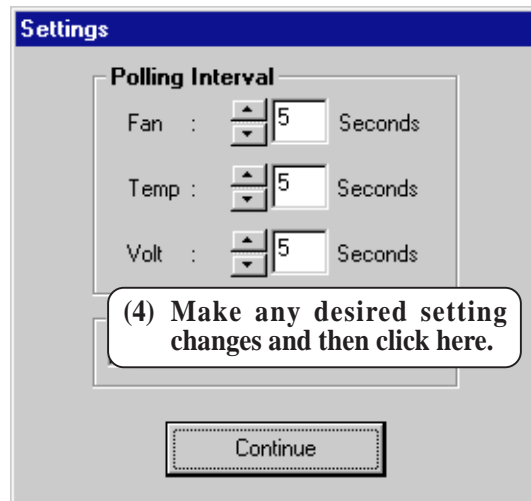 Settings
Polling Interval
Fan : 5 Seconds
Temp : 5 Seconds
Volt : 5 Seconds
(4) Make any desired setting
changes and then click here.
Continue